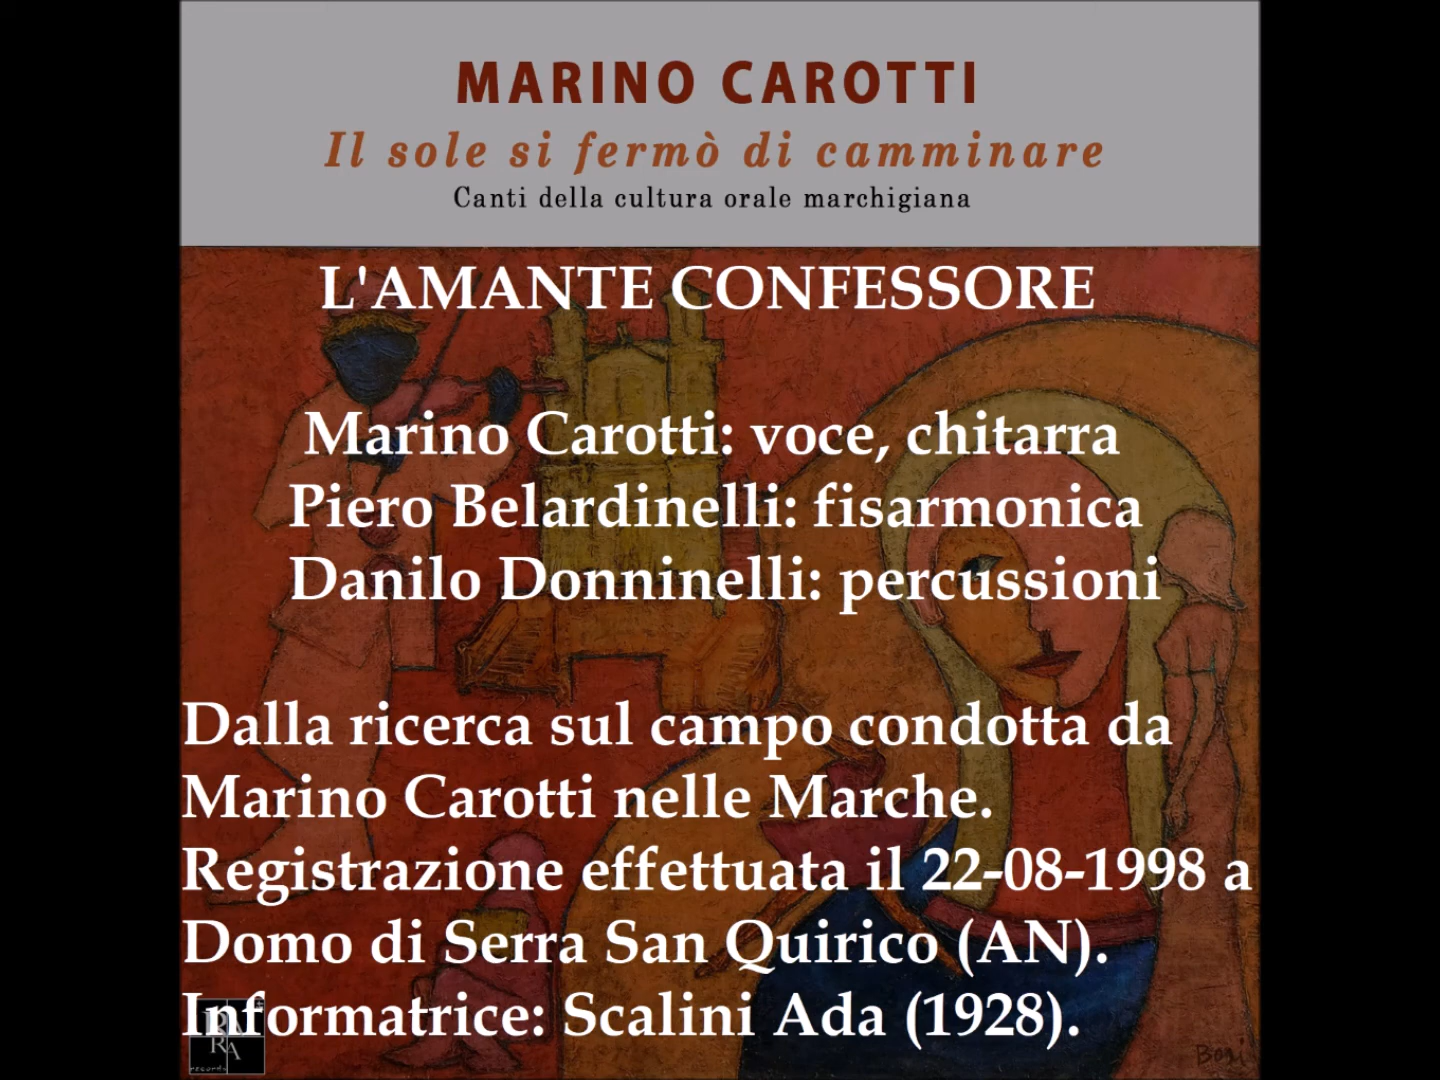 MARINO CAROTTI
Il sole si fermò di camminare
Canti della cultura orale marchigiana
L'AMANTE CONFESSORE
Marino Carotti: voce, chitarra
Piero Belardinelli: fisarmonica
Danilo Donninelli: percussioni
Dalla ricerca sul campo condotta da
Marino Carotti nelle Marche.
Registrazione effettuata il 22-08-1998 a
Domo di Serra San Quirico (AN).
Informatrice: Scalini Ada (1928).
records